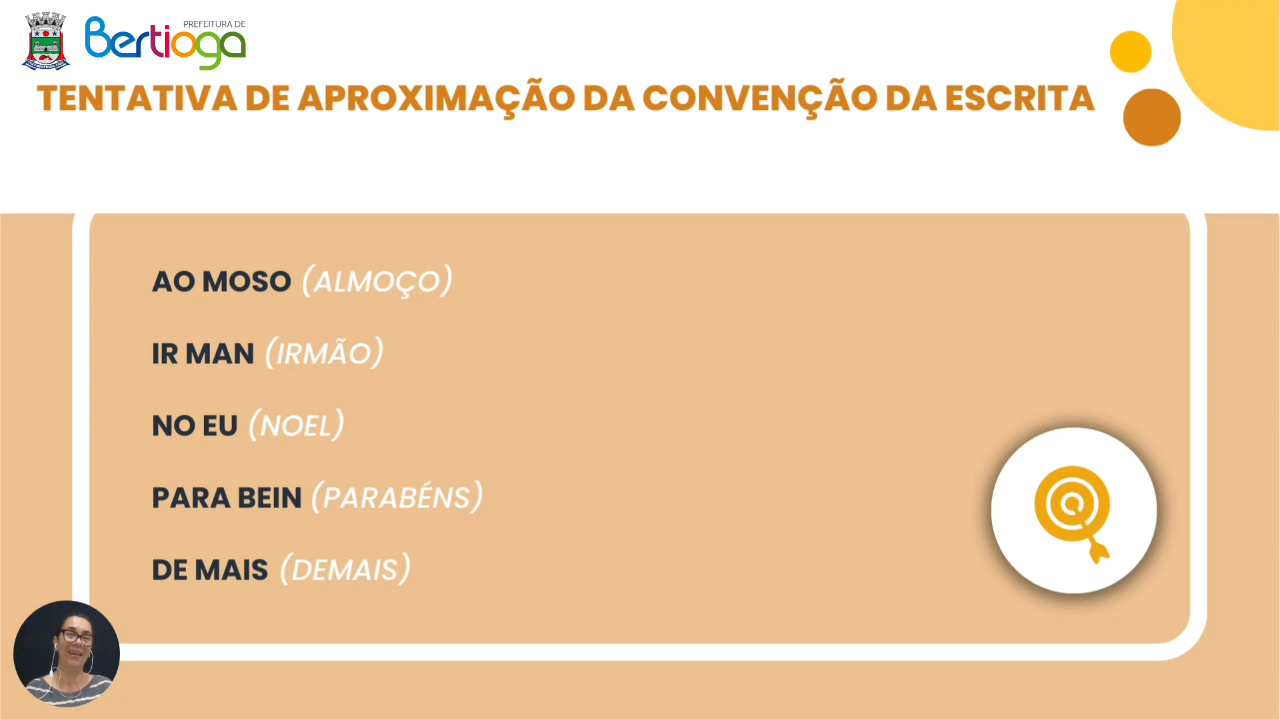 PREFEITURA DE
Bertioga
TENTATIVA DE APROXIMAÇÃO DA CONVENÇÃO DA ESCRITA
AO MOSO (ALMOÇO)
IR MAN (IRMÃO)
NO EU (NOEL)
PARA BEIN (PARABÉNS)
DE MAIS (DEMAIS)